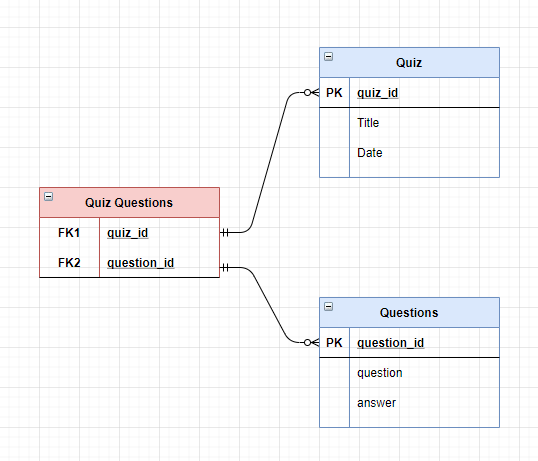 Quiz
PK quiz_id
Title
Date
Quiz Questions
FK1 quiz_id
FK2 question_id
Questions
PK question_id
question
answer